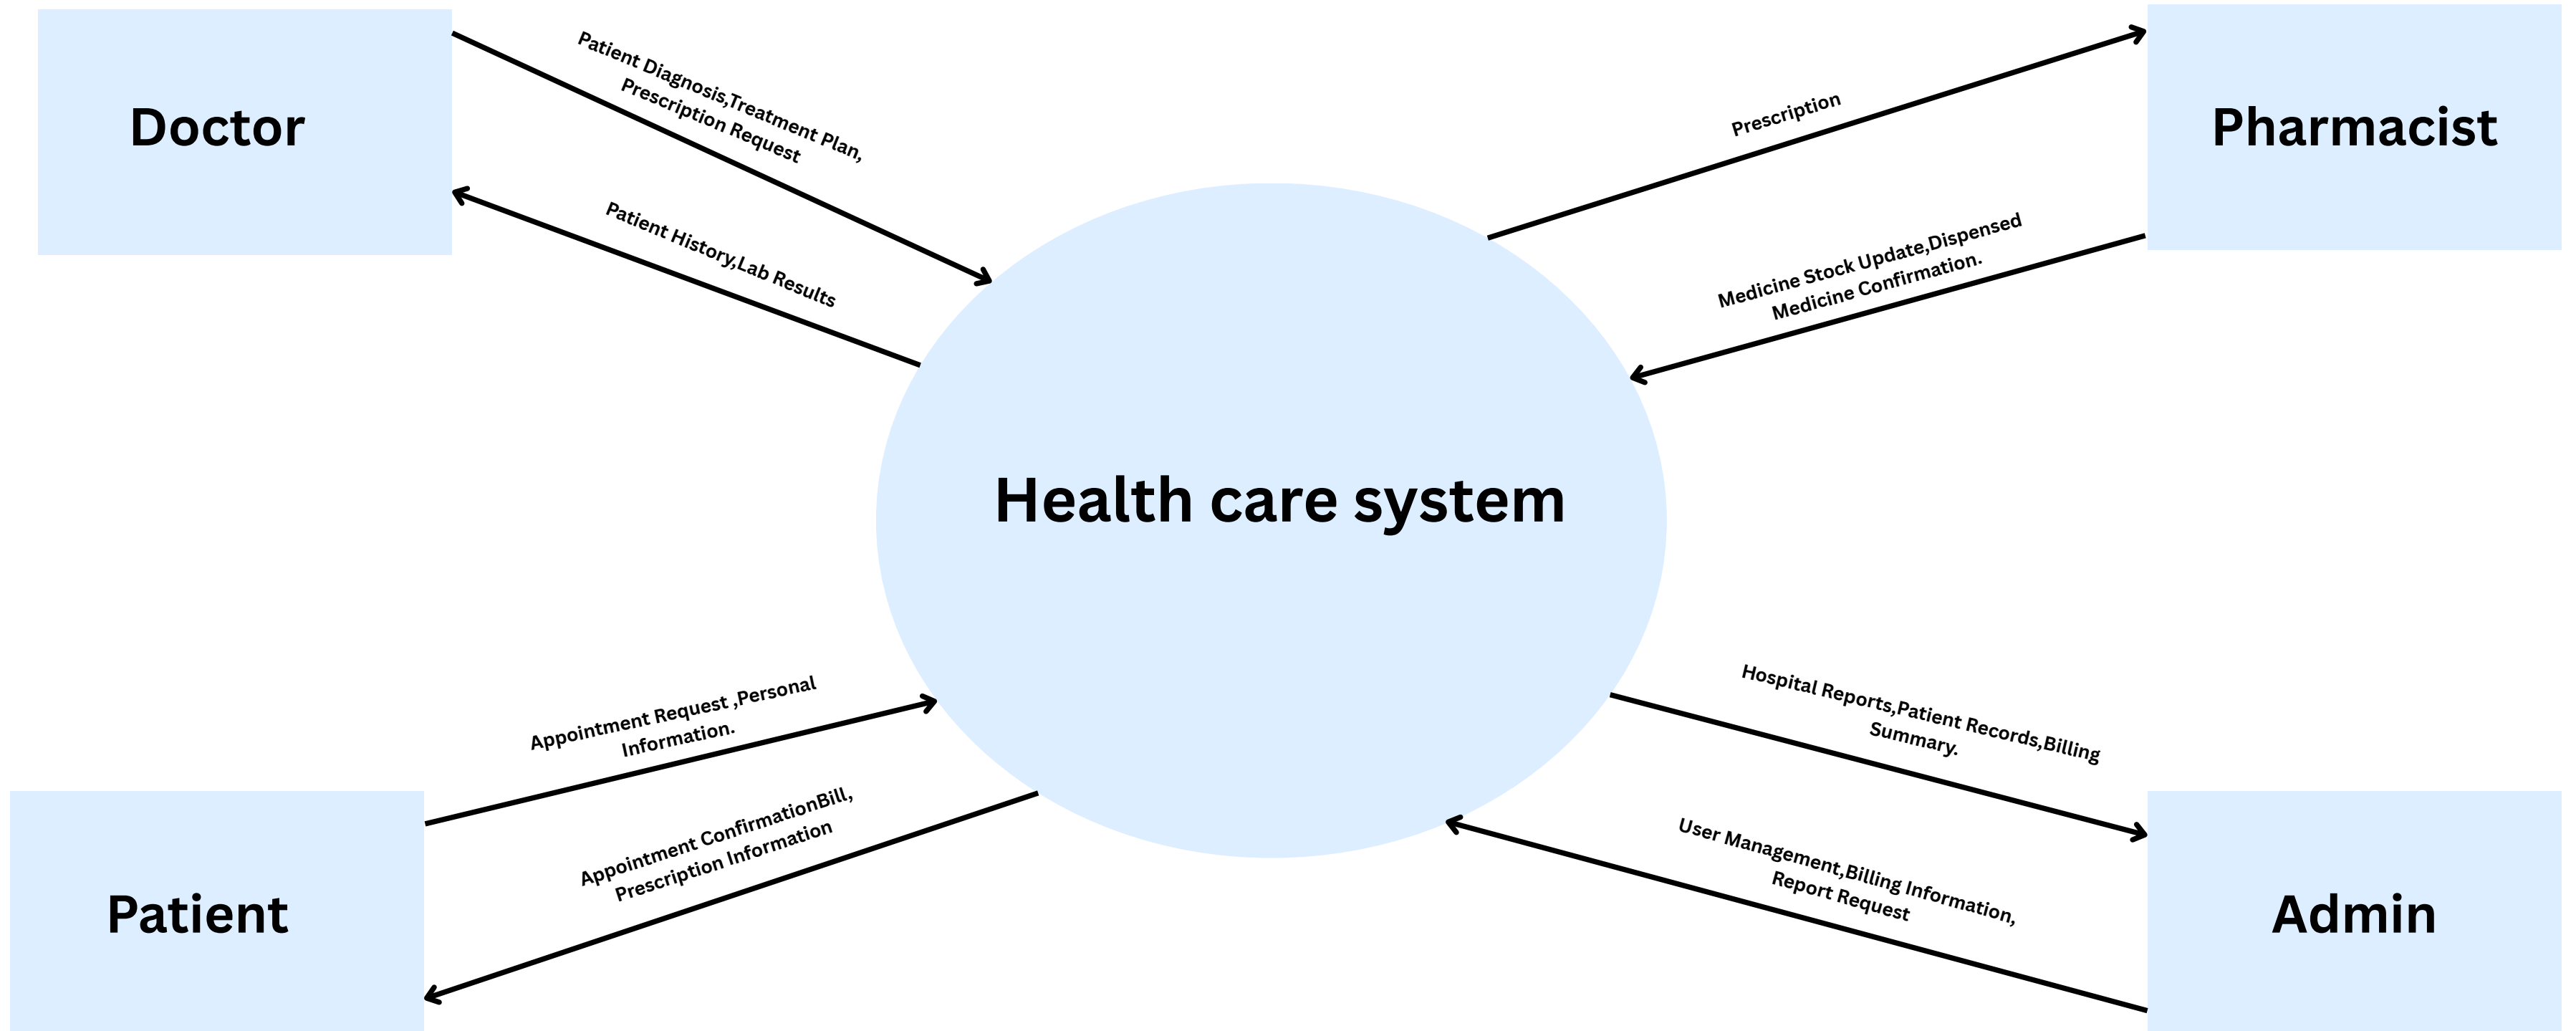 Doctor
Patient Diagnosis,Treatment Plan,
Prescription Request
Patient History,Lab Results
Prescription
Pharmacist
Medicine Stock Update,Dispensed
Medicine Confirmation.
Health care system
Appointment Request ,Personal
Information.
Patient
Appointment ConfirmationBill,
Prescription Information
Hospital Reports,Patient Records,Billing
Summary.
User Management,Billing Information,
Report Request
Admin